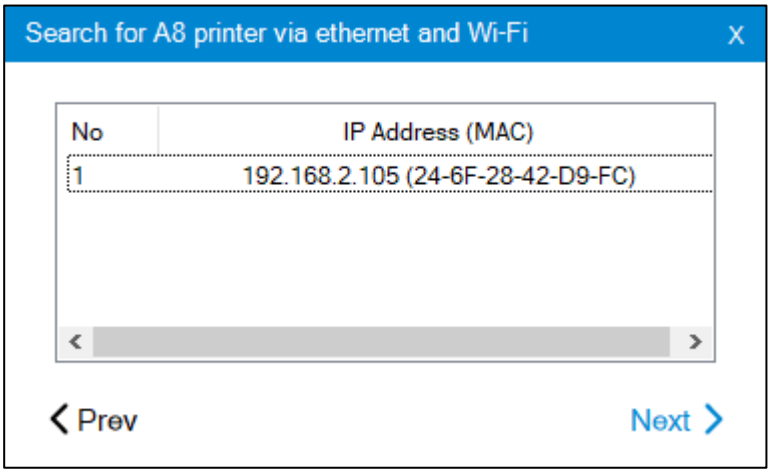 Search for A8 printer via ethernet and Wi-Fi X
No IP Address (MAC)
1 192.168.2.105 (24-6F-28-42-D9-FC)
Prev Next